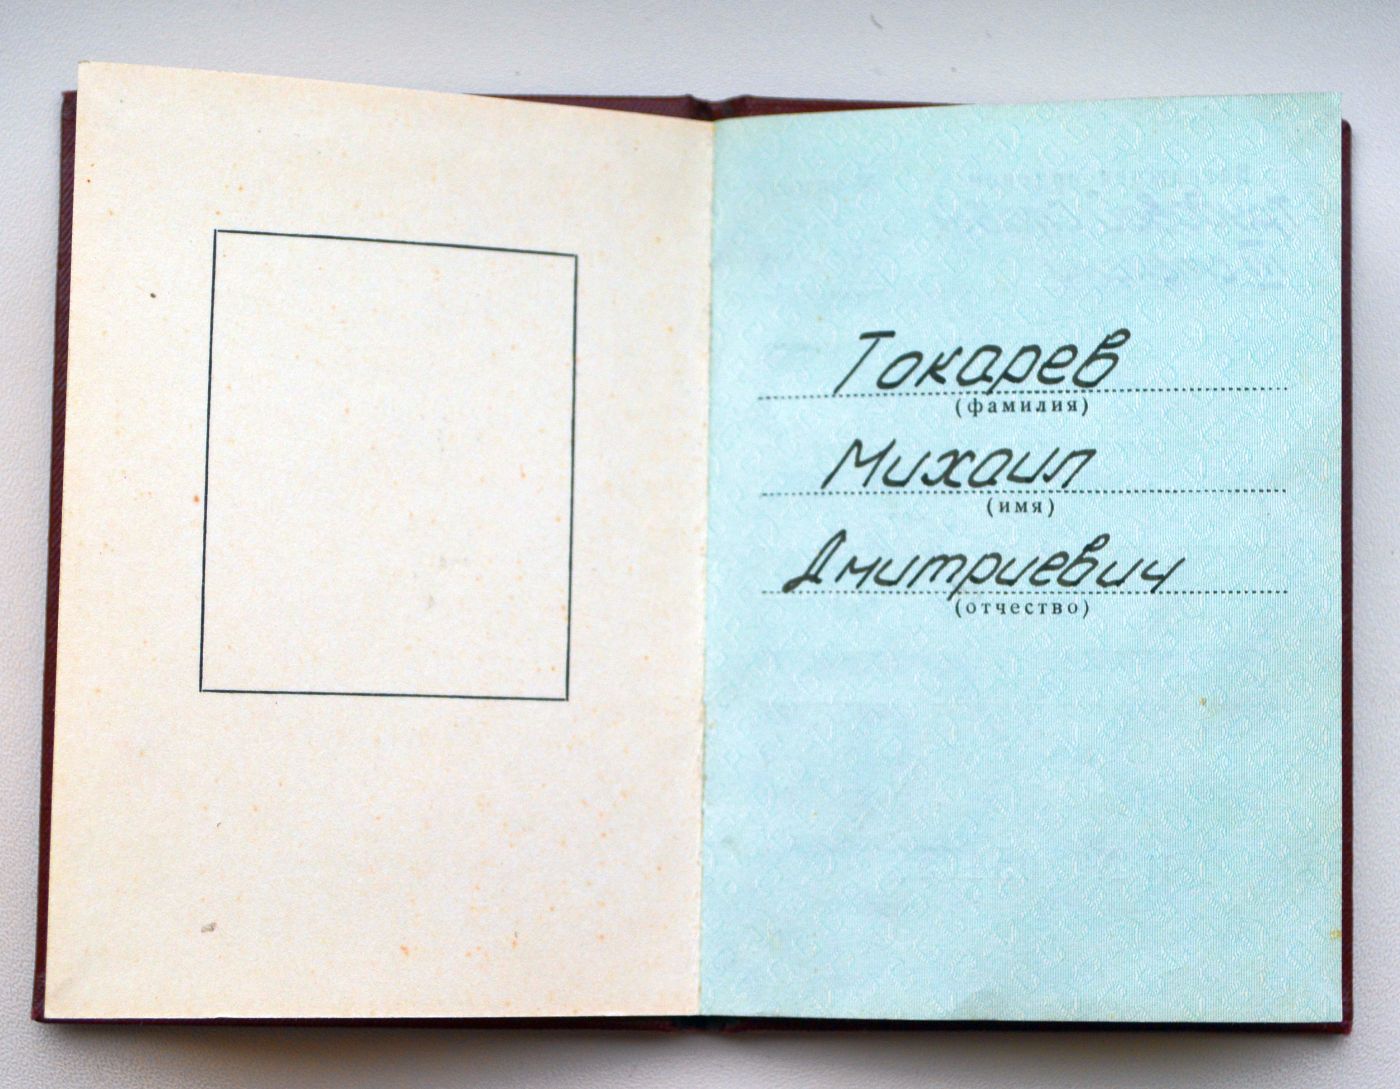 Токарев
(фамилия)
Михаил
(имя)
Дмитриевич
(отчество)